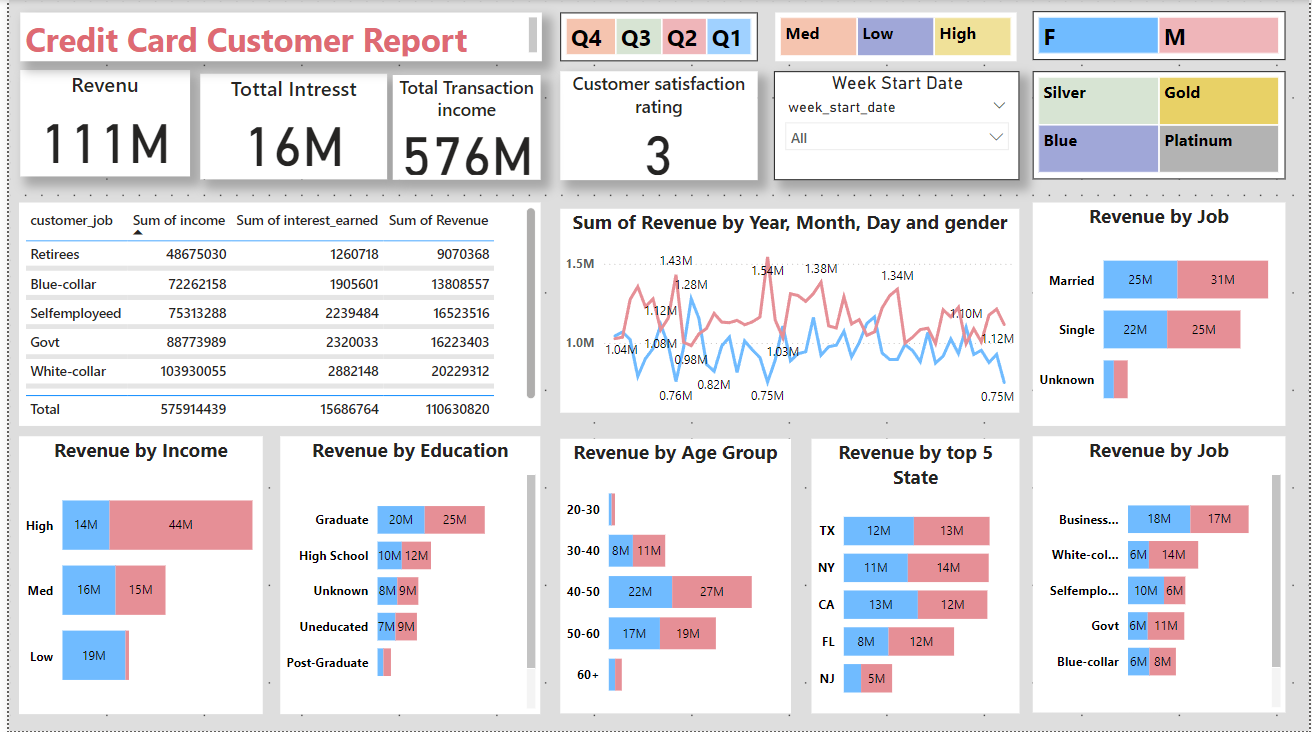 Credit Card Customer Report
Q4 Q3 Q2 Q1
Med Low High
F M
Revenu
111M
Tottal Intresst
16M
Total Transaction
income
576M
Customer satisfaction
rating
3
Week Start Date
week_start_date
All
Silver Gold
Blue Platinum
customer_job Sum of income Sum of interest_earned Sum of Revenue
Retirees 48675030 1260718 9070368
Blue-collar 72262158 1905601 13808557
Selfemployeed 75313288 2239484 16523516
Govt 88773989 2320033 16223403
White-collar 103930055 2882148 20229312
Total 575914439 15686764 110630820
Sum of Revenue by Year, Month, Day and gender
1.5M
1.0M
1.43M
1.54M
1.38M
1.34M
1.28M
1.12M
1.10M
1.04M
1.08M
0.98M
1.03M
1.12M
0.76M
0.82M
0.75M
0.75M
Revenue by Job
Married 25M 31M
Single 22M 25M
Unknown
Revenue by Income
High 14M 44M
Med 16M 15M
Low 19M
Revenue by Education
Graduate 20M 25M
High School 10M 12M
Unknown 8M 9M
Uneducated 7M 9M
Post-Graduate
Revenue by Age Group
20-30
30-40 8M 11M
40-50 22M 27M
50-60 17M 19M
60+
Revenue by top 5
State
TX 12M 13M
NY 11M 14M
CA 13M 12M
FL 8M 12M
NJ 5M
Revenue by Job
Business... 18M 17M
White-col... 6M 14M
Selfemplo... 10M 6M
Govt 6M 11M
Blue-collar 6M 8M